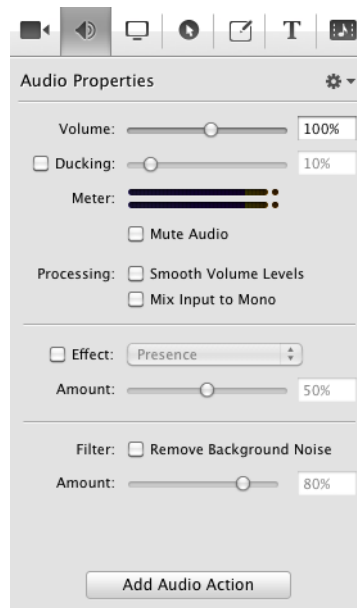 T
Audio Properties
Volume: 100%
Ducking: 10%
Meter:
Mute Audio
Processing: Smooth Volume Levels
Mix Input to Mono
Effect: Presence
Amount: 50%
Filter: Remove Background Noise
Amount: 80%
Add Audio Action